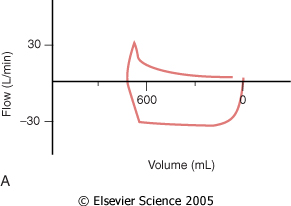 30
Flow (L/min)
600
0
–30
Volume (mL)
A
© Elsevier Science 2005